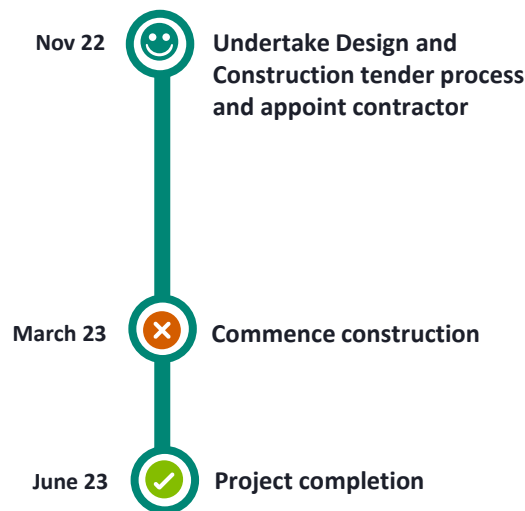 Nov 22
Undertake Design and
Construction tender process
and appoint contractor
March 23
Commence construction
June 23
Project completion